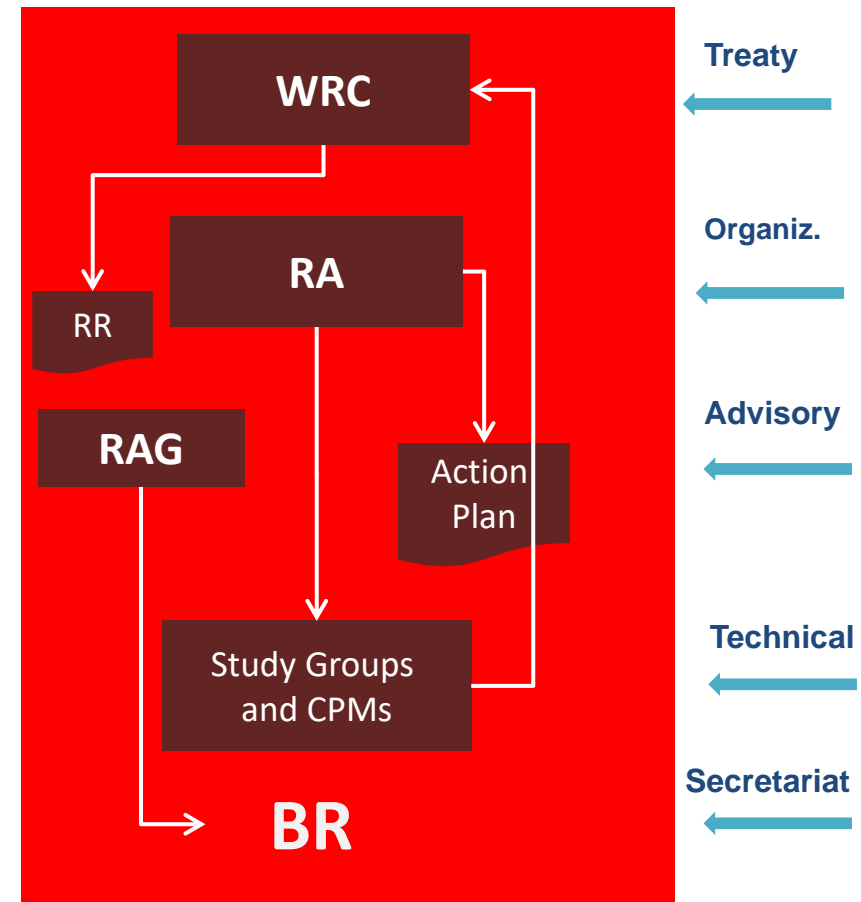 WRC
Treaty
Organiz.
RA
RR
Advisory
RAG
Action
Plan
Technical
Study Groups
and CPMs
Secretariat
BR